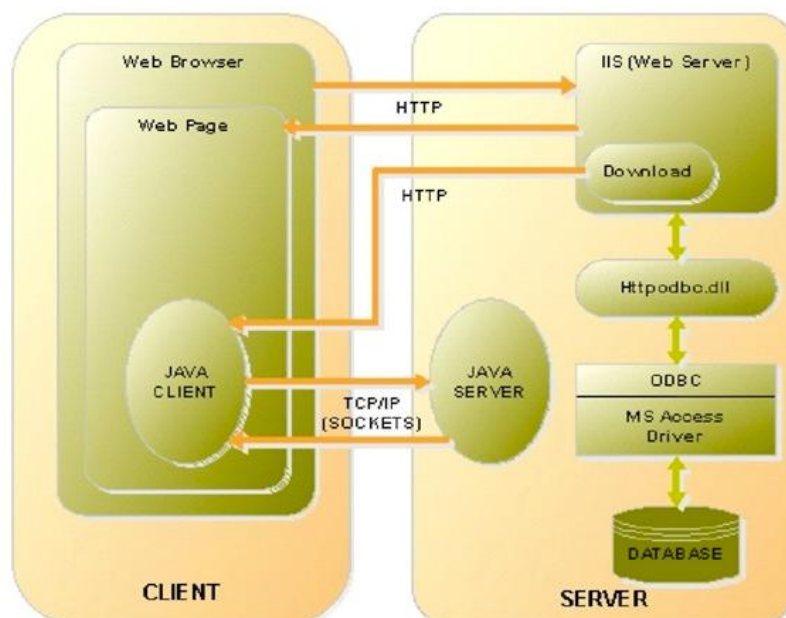 Web Browser
IIS (Web Server)
HTTP
Web Page
Download
HTTP
Httpodbc.dll
JAVA
CLIENT
JAVA
SERVER
ODBC
TCP/IP
(SOCKETS)
MS Access
Driver
DATABASE
CLIENT
SERVER